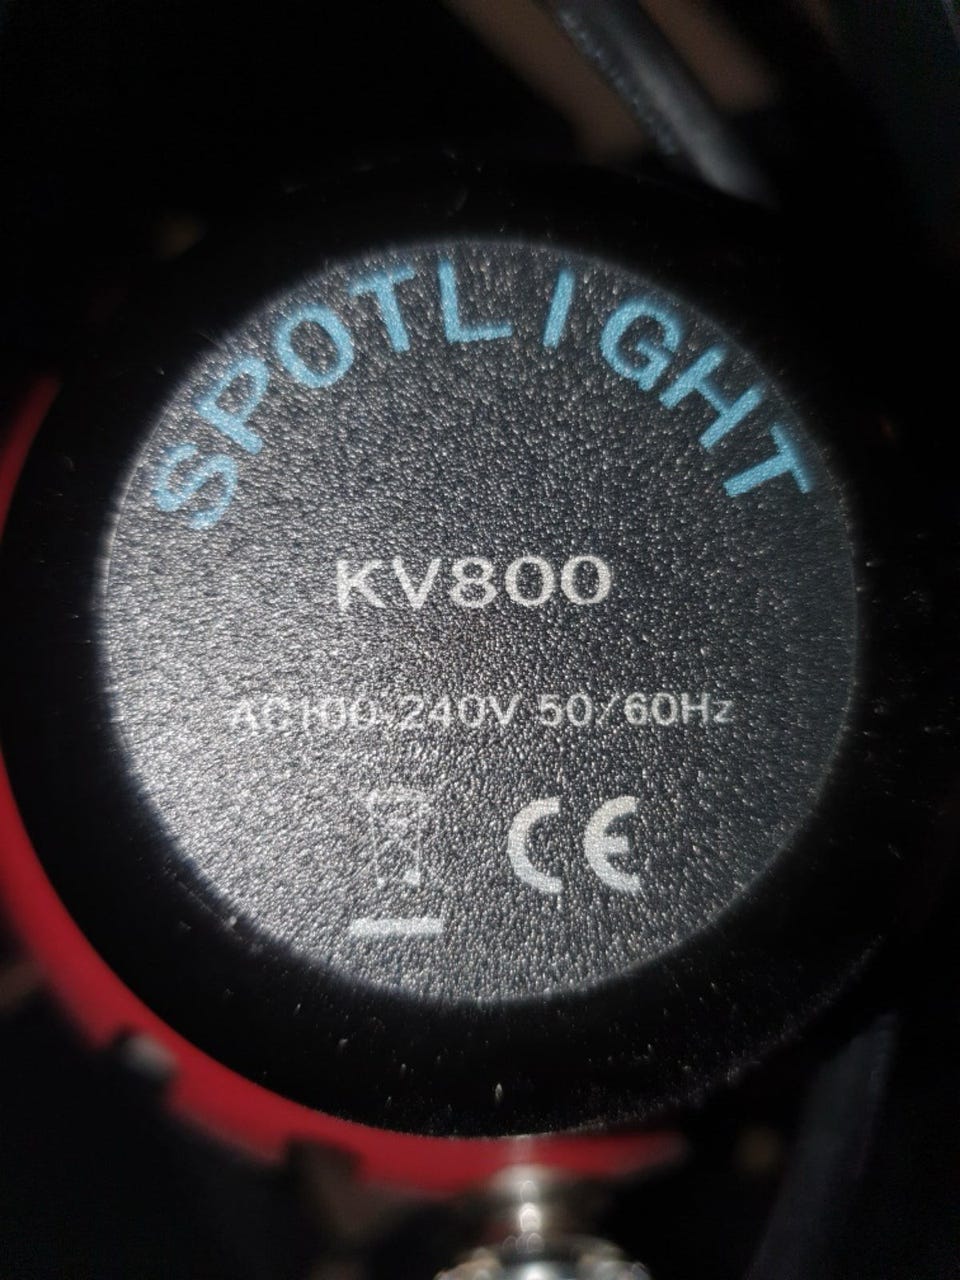 SPOTLIGHT
KV800
AC100-240V 50/60Hz
CE